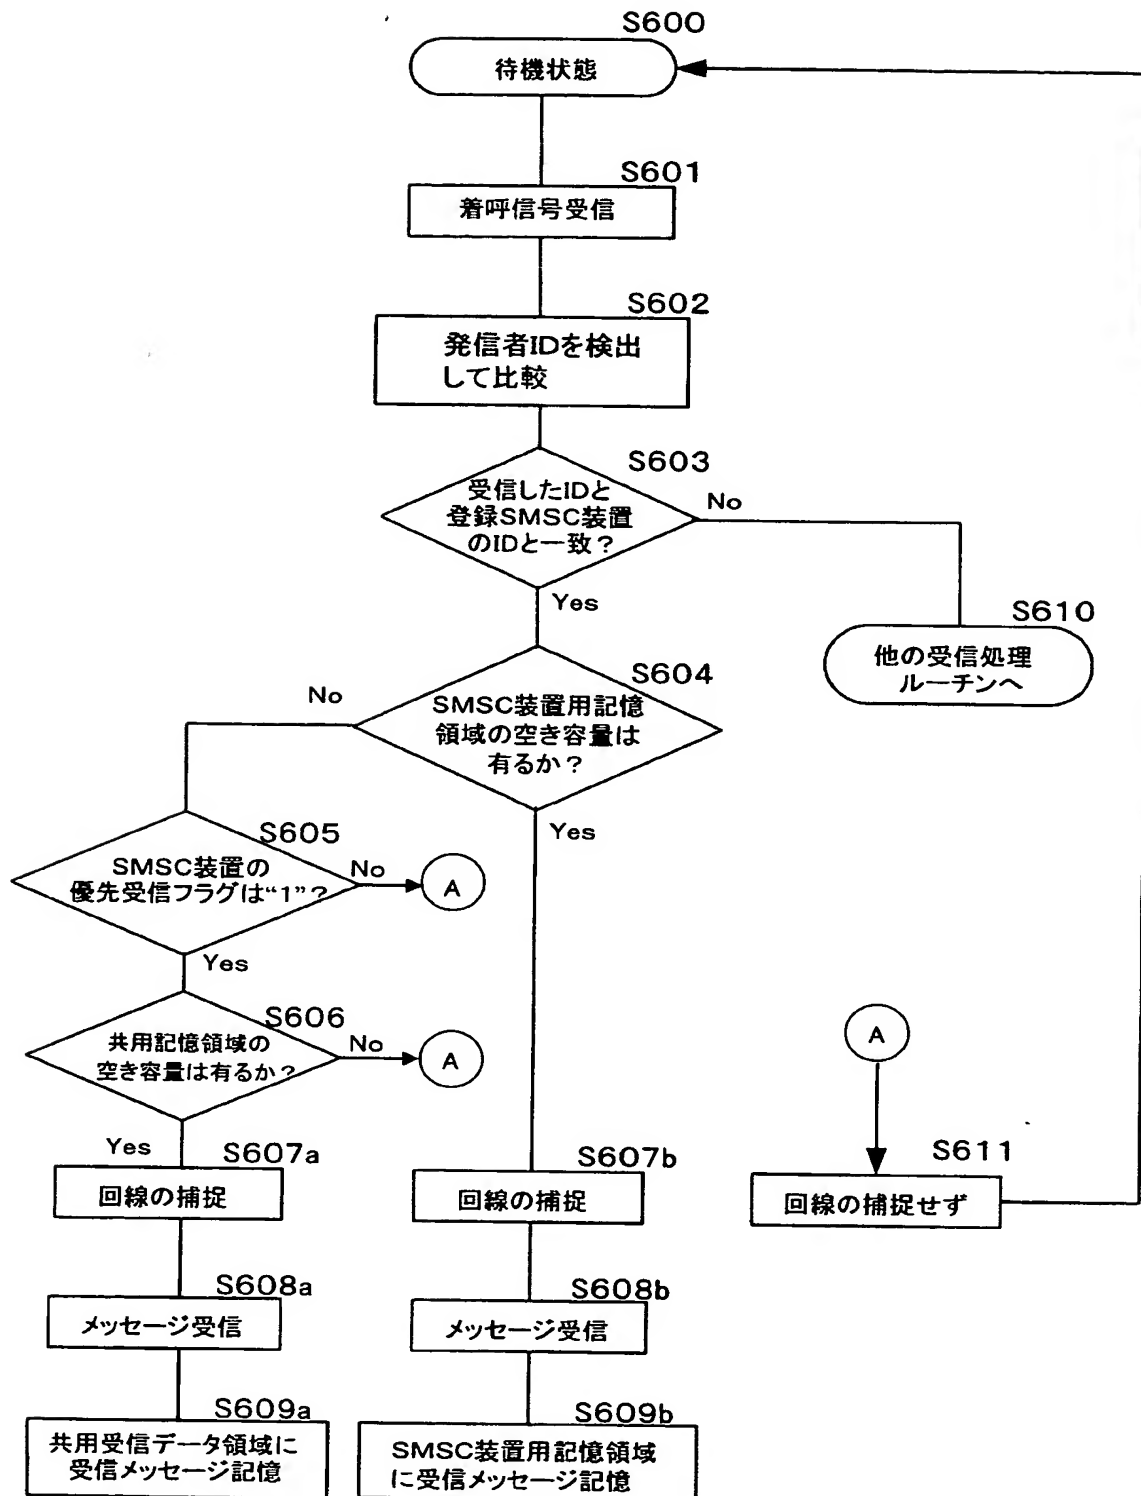 S600
待機状態
S601
着呼信号受信
S602
発信者IDを検出
して比較
S603
受信したIDと
登録SMSC装置
のIDと一致？
No
Yes
S610
他の受信処理
ルーチンへ
S604
No
SMSC装置用記憶
領域の空き容量は
有るか？
Yes
S605
SMSC装置の
優先受信フラグは“1”？
No
A
Yes
S606
共用記憶領域の
空き容量は有るか？
No
A
A
Yes
S607a
回線の捕捉
S607b
回線の捕捉
S611
回線の捕捉せず
S608a
メッセージ受信
S608b
メッセージ受信
S609a
共用受信データ領域に
受信メッセージ記憶
S609b
SMSC装置用記憶領域
に受信メッセージ記憶